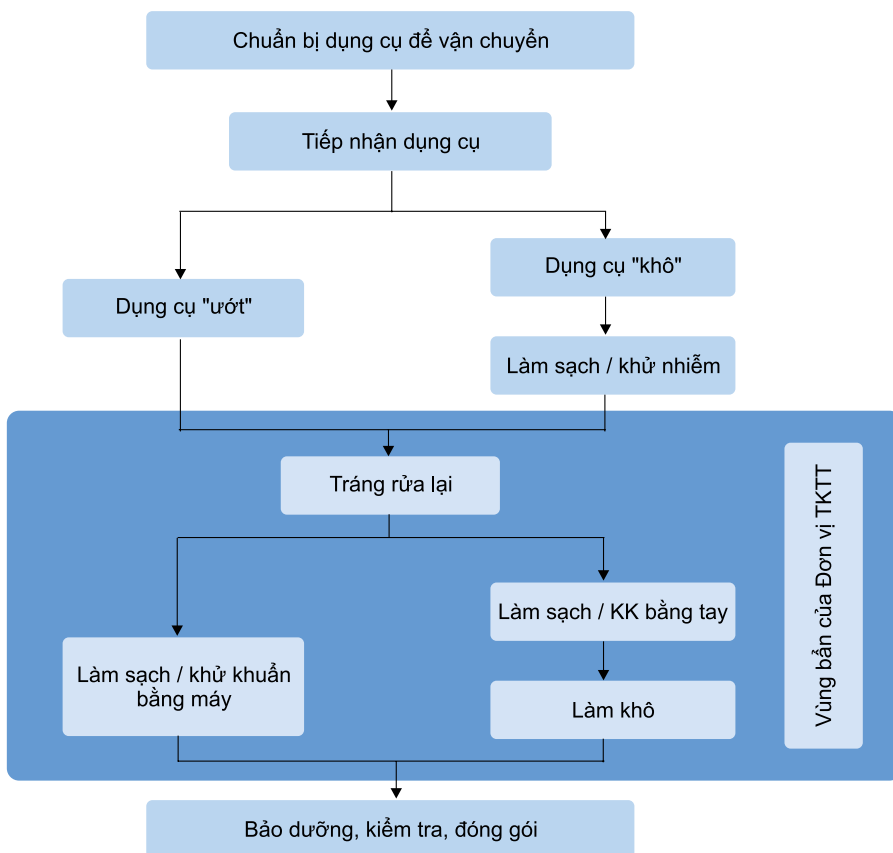 Chuẩn bị dụng cụ để vận chuyển
Tiếp nhận dụng cụ
Dụng cụ "khô"
Dụng cụ "ướt"
Làm sạch / khử nhiễm
Tráng rửa lại
Vùng bẩn của Đơn vị TKTT
Làm sạch / KK bằng tay
Làm sạch / khử khuẩn
bằng máy
Làm khô
Bảo dưỡng, kiểm tra, đóng gói